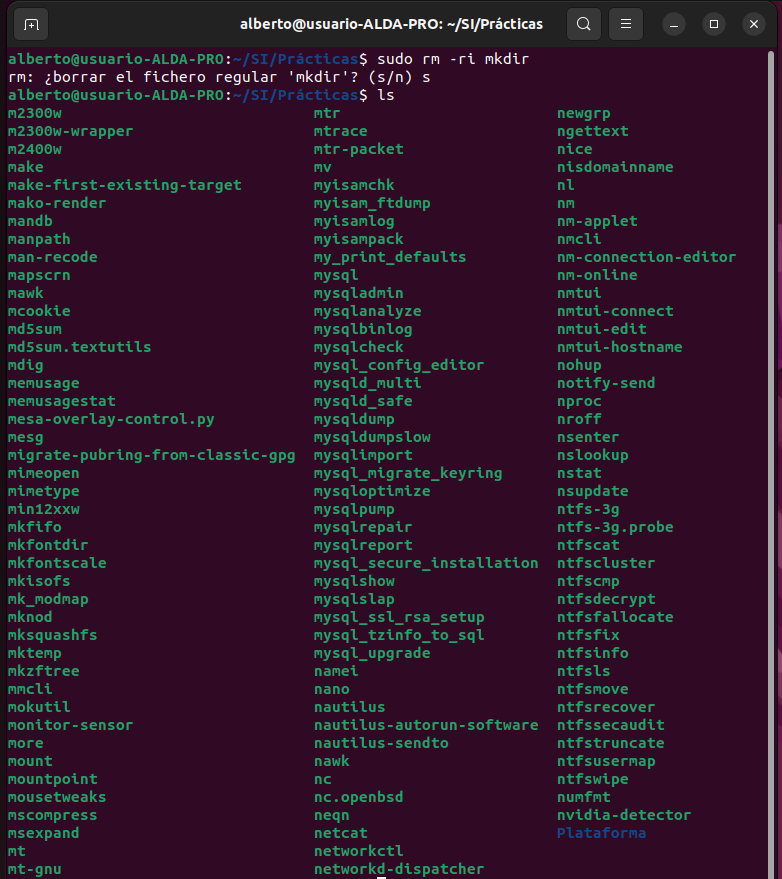 alberto@usuario-ALDA-PRO: ~/SI/Prácticas
alberto@usuario-ALDA-PRO:~/SI/Prácticas$ sudo rm -ri mkdir
rm: ¿borrar el fichero regular 'mkdir'? (s/n) s
alberto@usuario-ALDA-PRO:~/SI/Prácticas$ ls
m2300w mtr newgrp
m2300w-wrapper mtrace ngettext
m2400w mtr-packet nice
make mv nisdomainname
make-first-existing-target myisamchk nl
mako-render myisam_ftdump nm
mandb myisamlog nm-applet
manpath myisampack nmcli
man-recode my_print_defaults nm-connection-editor
mapscrn mysql nm-online
mawk mysqladmin nmtui
mcookie mysqlanalyze nmtui-connect
md5sum mysqlbinlog nmtui-edit
md5sum.textutils mysqlcheck nmtui-hostname
mdig mysql_config_editor nohup
memusage mysqld_multi notify-send
memusagestat mysqld_safe nproc
mesa-overlay-control.py mysqldump nroff
mesg mysqldumpslow nsenter
migrate-pubring-from-classic-gpg mysqlimport nslookup
mimeopen mysql_migrate_keyring nstat
mimetype mysqloptimize nsupdate
min12xxw mysqlpump ntfs-3g
mkfifo mysqlrepair ntfs-3g.probe
mkfontdir mysqlreport ntfscat
mkfontscale mysql_secure_installation ntfscluster
mkisofs mysqlshow ntfscmp
mk_modmap mysqlslap ntfsdecrypt
mknod mysql_ssl_rsa_setup ntfsfallocate
mksquashfs mysql_tzinfo_to_sql ntfsfix
mktemp mysql_upgrade ntfsinfo
mkzftree namei ntfsls
mmcli nano ntfsmove
mokutil nautilus ntfsrecover
monitor-sensor nautilus-autorun-software ntfssecaudit
more nautilus-sendto ntfstruncate
mount nawk ntfsusermap
mountpoint nc ntfswipe
mousetweaks nc.openbsd numfmt
mscompress neqn nvidia-detector
msexpand netcat Plataforma
mt networkctl
mt-gnu networkd-dispatcher